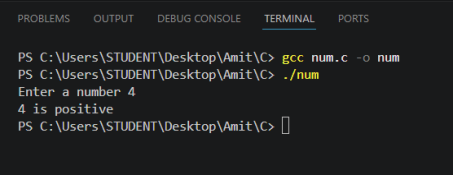 PROBLEMS OUTPUT DEBUG CONSOLE TERMINAL PORTS
PS C:\Users\STUDENT\Desktop\Amit\C> gcc num.c -o num
PS C:\Users\STUDENT\Desktop\Amit\C> ./num
Enter a number 4
4 is positive
PS C:\Users\STUDENT\Desktop\Amit\C>